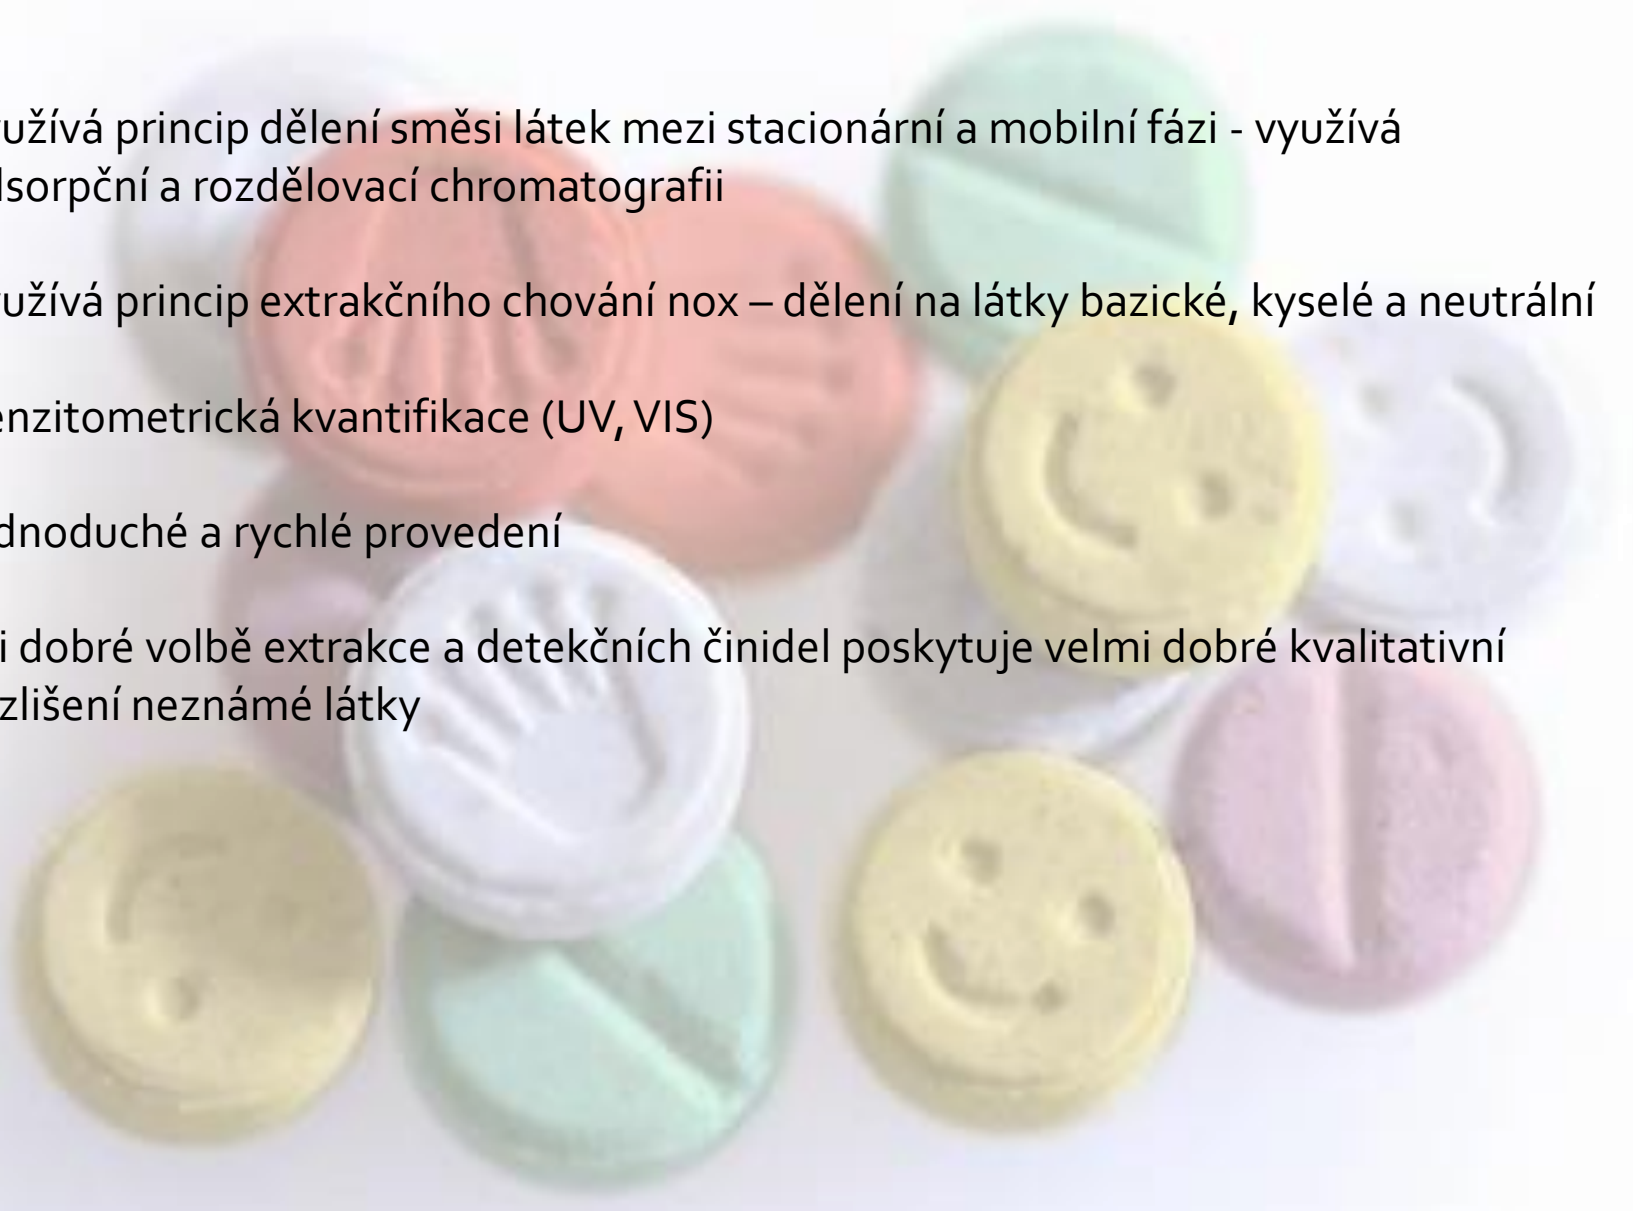 užívá princip dělení směsi látek mezi stacionární a mobilní fázi - využívá
sorpční a rozdělovací chromatografii
užívá princip extrakčního chování nox – dělení na látky bazické, kyselé a neutrální
enzitometrická kvantifikace (UV, VIS)
dnoduché a rychlé provedení
i dobré volbě extrakce a detekčních činidel poskytuje velmi dobré kvalitativní
zlišení neznámé látky